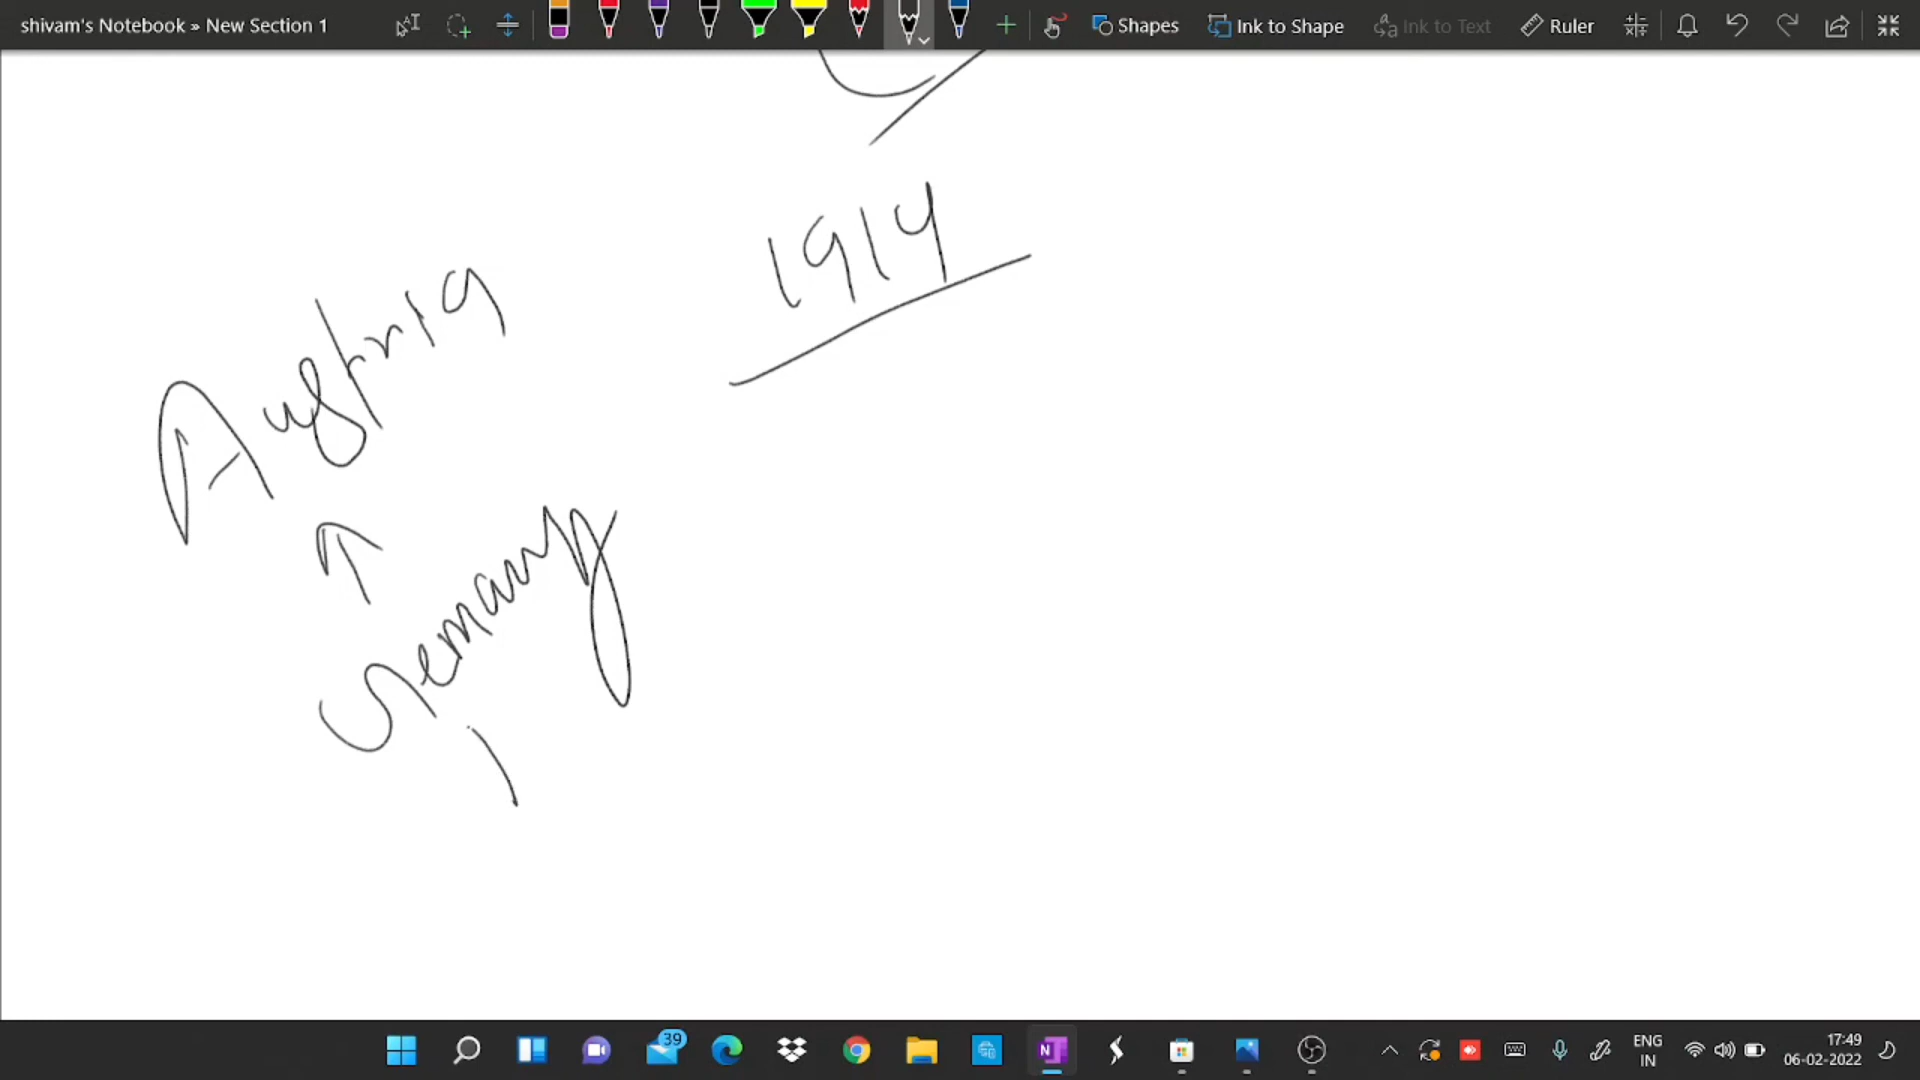 shivam's Notebook » New Section 1
Shapes
Ink to Shape
Ink to Text
Ruler
1914
Austria
↑
Gemany
39
ENG
IN
17:49
06-02-2022